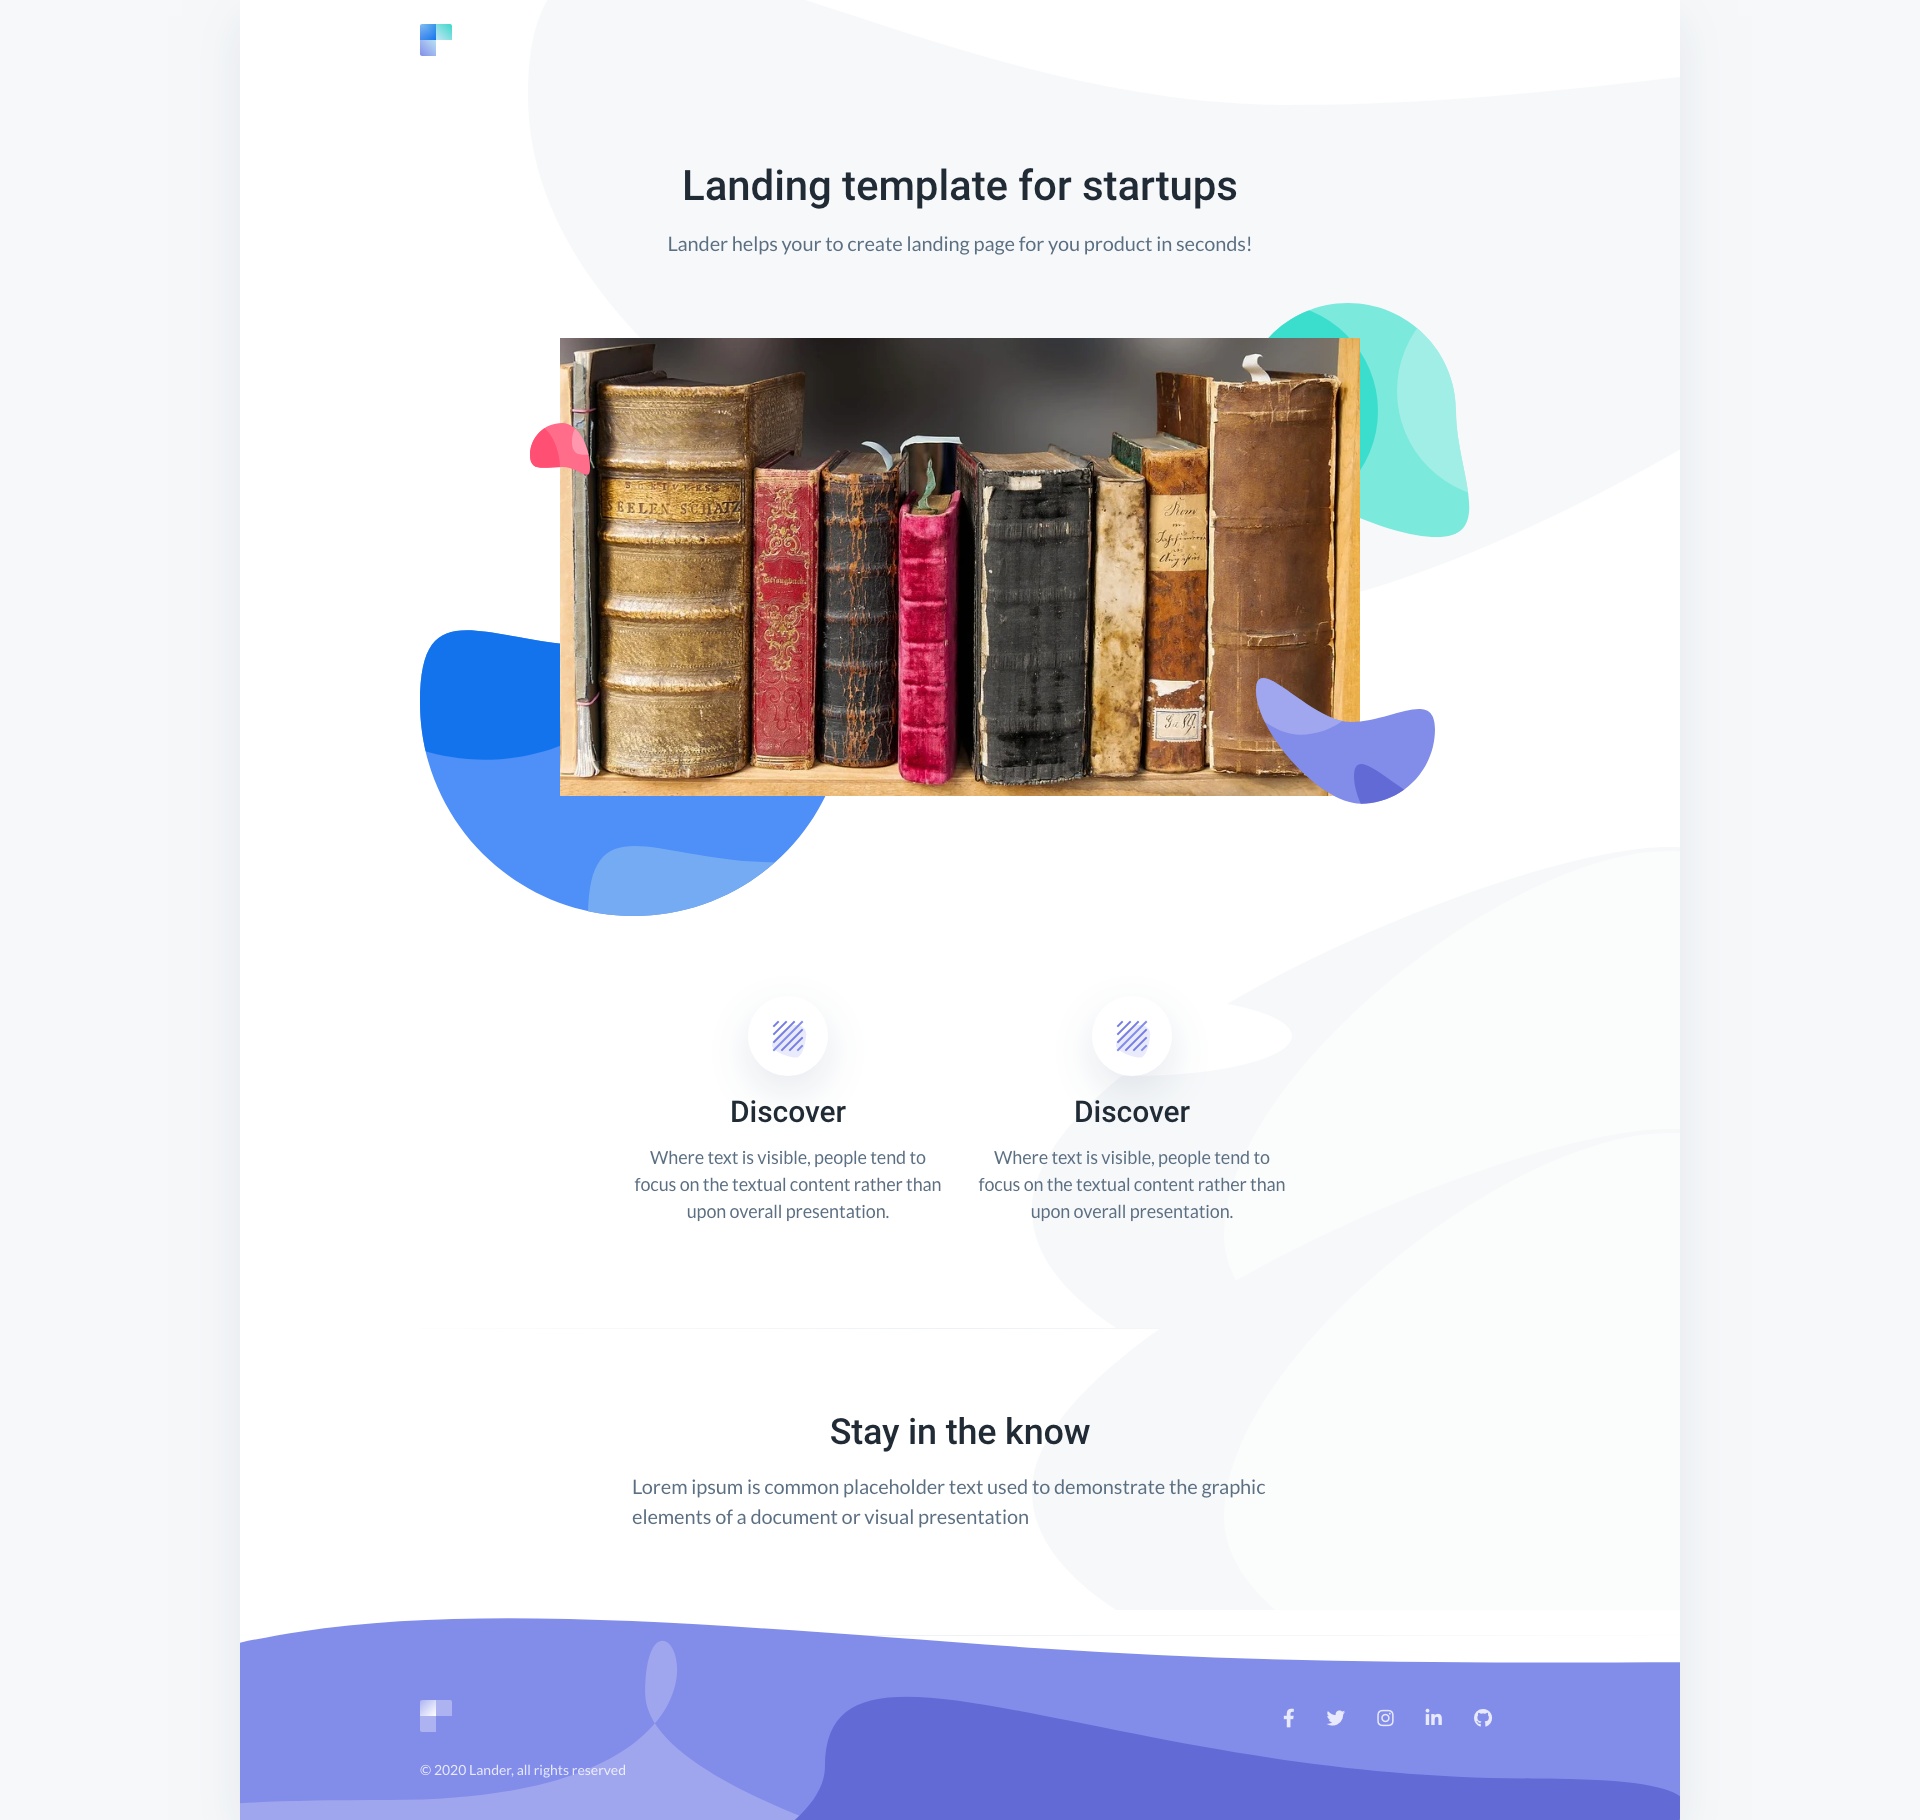 Landing template for startups
Lander helps your to create landing page for you product in seconds!
SEELEN SCHATZ
Discover
Where text is visible, people tend to
focus on the textual content rather than
upon overall presentation.
Discover
Where text is visible, people tend to
focus on the textual content rather than
upon overall presentation.
Stay in the know
Lorem ipsum is common placeholder text used to demonstrate the graphic
elements of a document or visual presentation
© 2020 Lander, all rights reserved